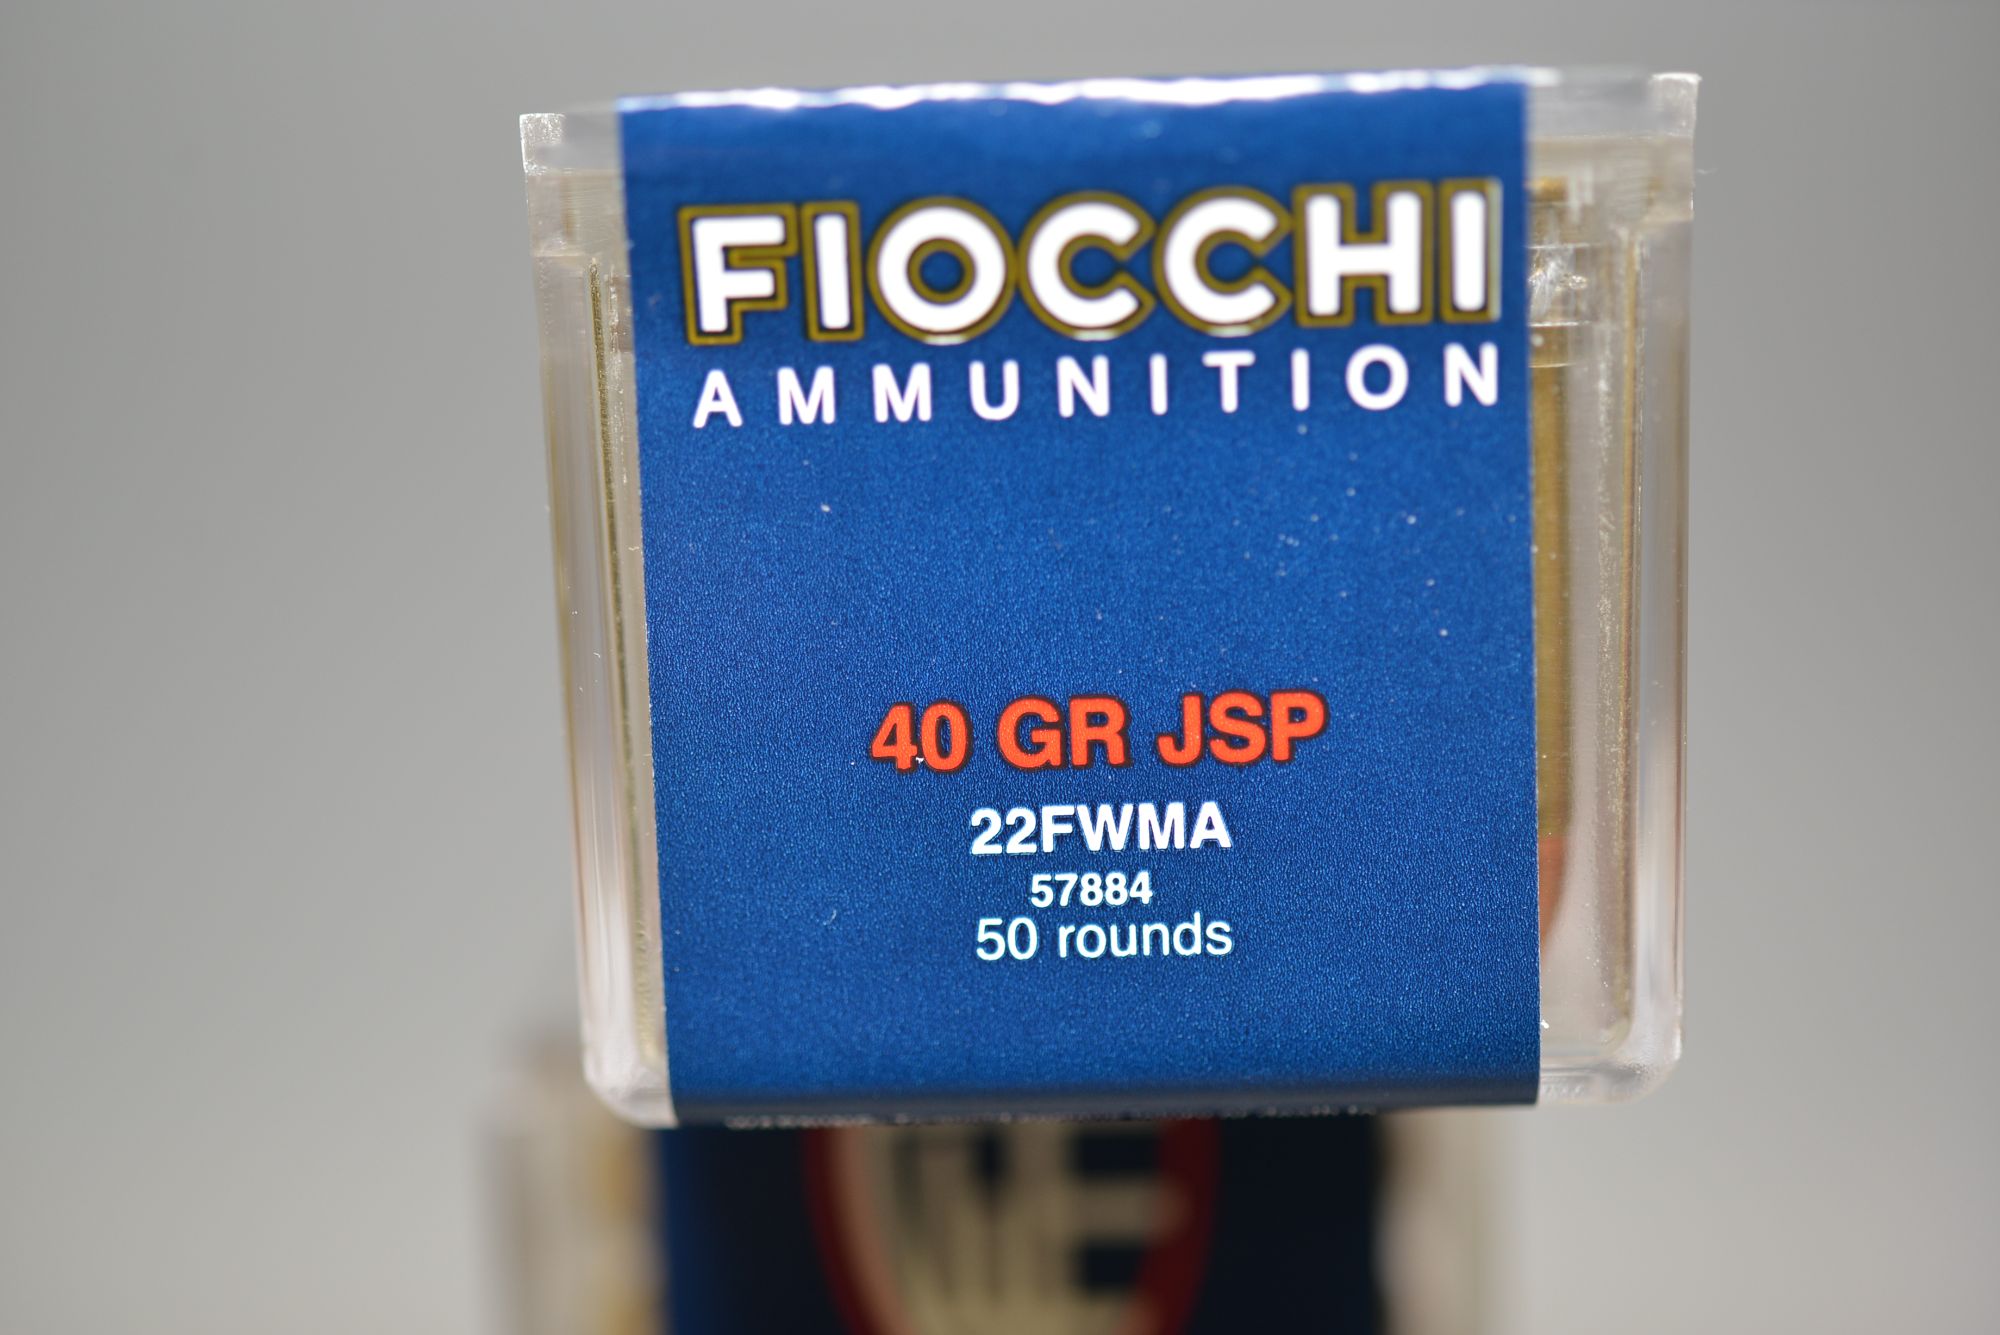 FIOCCHI
AMMUNITION
40 GR JSP
22FWMA
57884
50 rounds